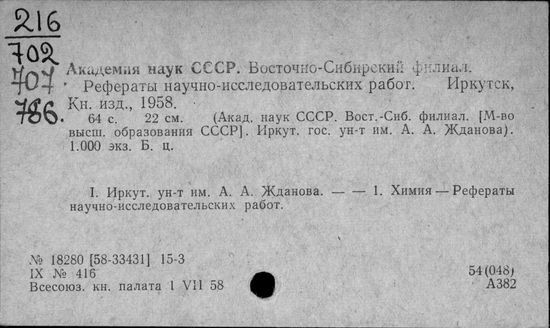 216
702
707
786.
Академия наук СССР. Восточно-Сибирский филиал.
Рефераты научно-исследовательских работ. Иркутск,
Кн. изд., 1958.
64 с. 22 см. (Акад. наук СССР. Вост.-Сиб. филиал. [М-во
высш. образования СССР]. Иркут. гос. ун-т им. А. А. Жданова).
1.000 экз. Б. ц.
I. Иркут. ун-т им. А. А. Жданова. — — 1. Химия — Рефераты
научно-исследовательских работ.
№ 18280 [58-33431] 15-3
IX № 416
54(048)
Всесоюз. кн. палата 1 VII 58
А382